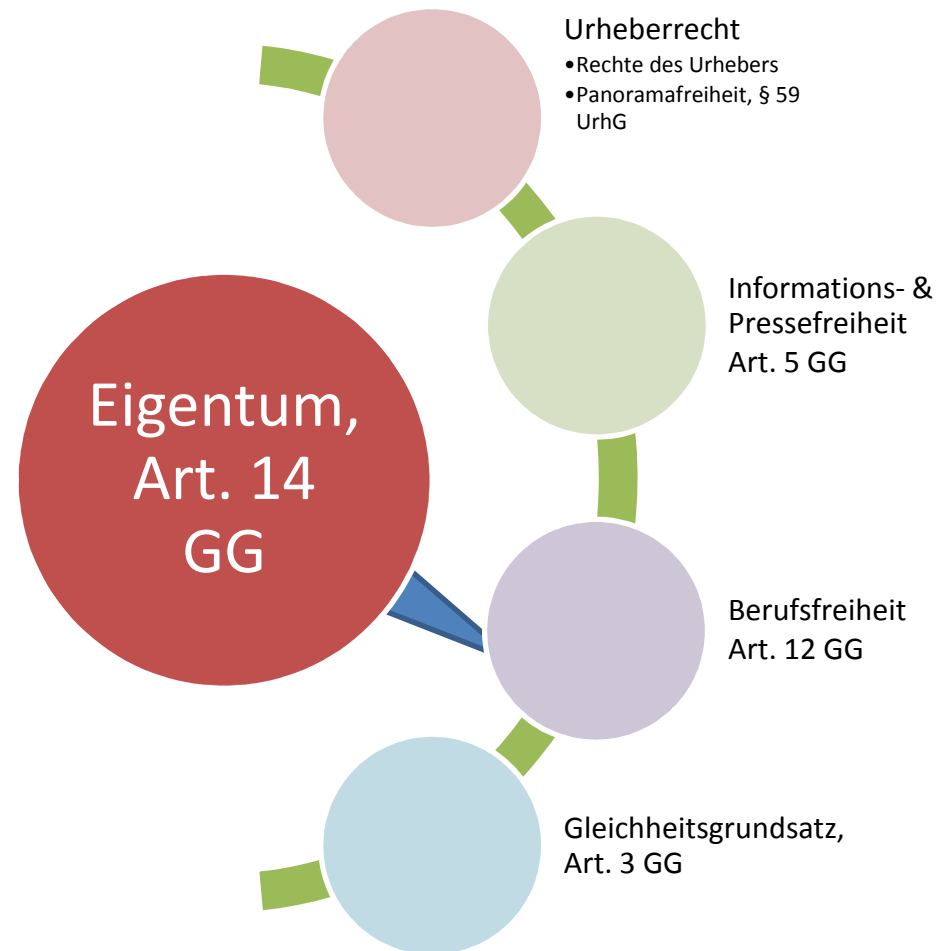 Urheberrecht
•Rechte des Urhebers
•Panoramafreiheit, § 59
UrhG
Informations- &
Pressefreiheit
Art. 5 GG
Eigentum,
Art. 14
GG
Berufsfreiheit
Art. 12 GG
Gleichheitsgrundsatz,
Art. 3 GG